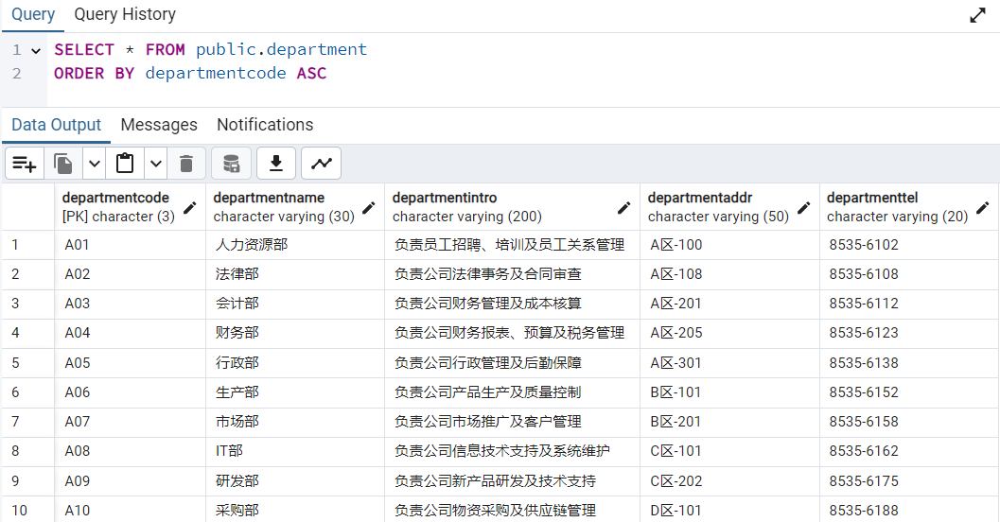 Query Query History
1 SELECT * FROM public.department
2 ORDER BY departmentcode ASC
Data Output Messages Notifications
departmentcode departmentname departmentintro departmentaddr departmenttel
[PK] character (3) character varying (30) character varying (200) character varying (50) character varying (20)
1 A01 人力资源部 负责员工招聘、培训及员工关系管理 A区-100 8535-6102
2 A02 法律部 负责公司法律事务及合同审查 A区-108 8535-6108
3 A03 会计部 负责公司财务管理及成本核算 A区-201 8535-6112
4 A04 财务部 负责公司财务报表、预算及税务管理 A区-205 8535-6123
5 A05 行政部 负责公司行政管理及后勤保障 A区-301 8535-6138
6 A06 生产部 负责公司产品生产及质量控制 B区-101 8535-6152
7 A07 市场部 负责公司市场推广及客户管理 B区-201 8535-6158
8 A08 IT部 负责公司信息技术支持及系统维护 C区-101 8535-6162
9 A09 研发部 负责公司新产品研发及技术支持 C区-202 8535-6175
10 A10 采购部 负责公司物资采购及供应链管理 D区-101 8535-6188